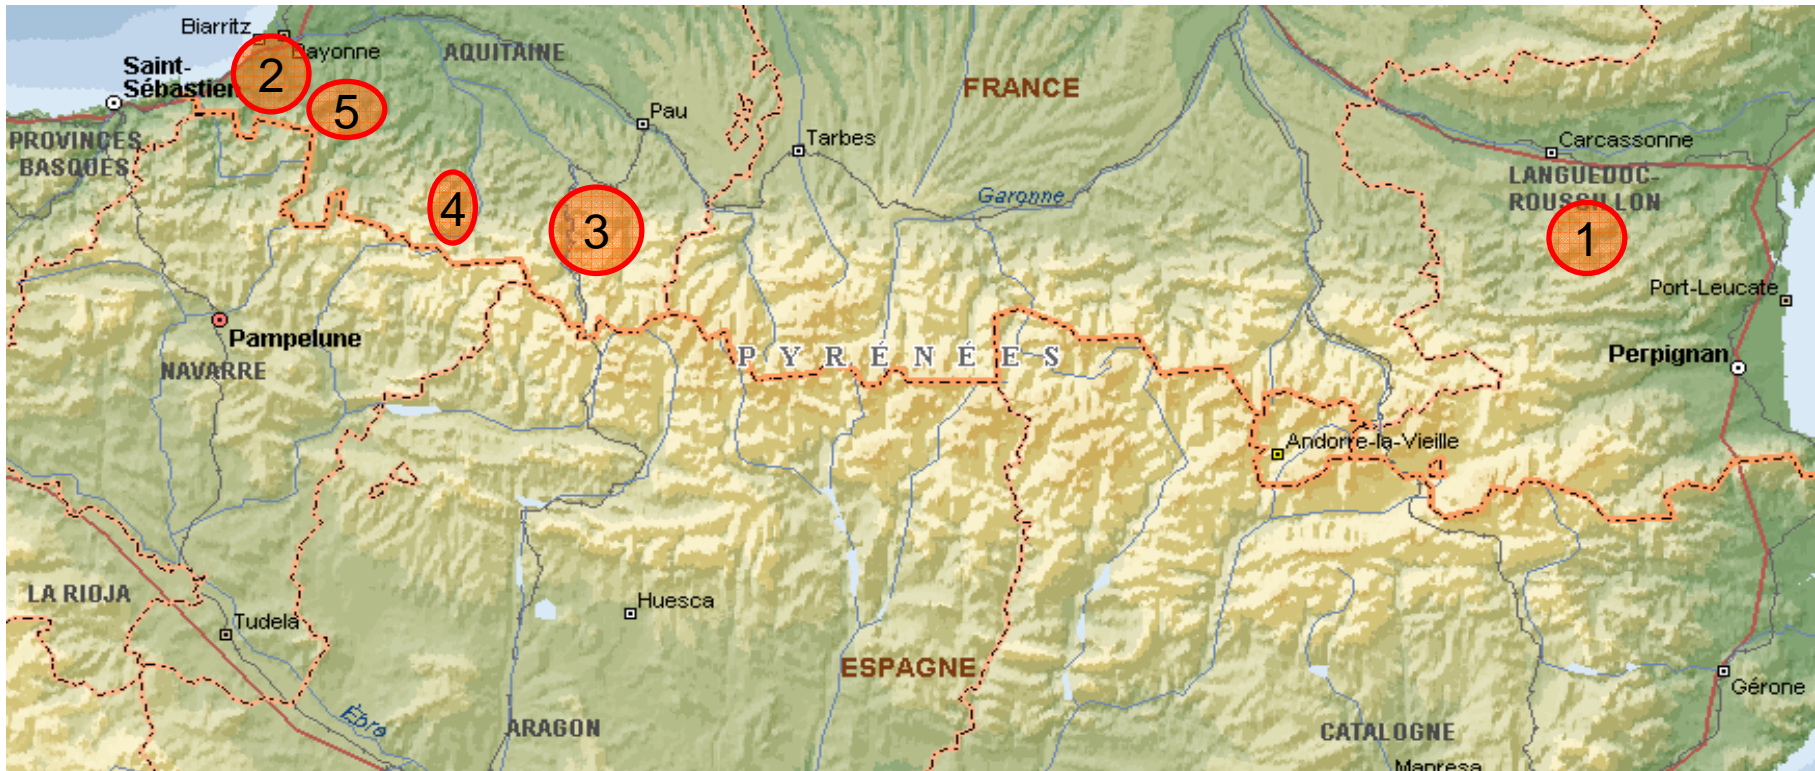 Biarritz
Bayonne
AQUITAINE
Saint-
Sébastien
2
5
FRANCE
Pau
Tarbes
Carcassonne
PROVINCES
BASQUES
LANGUEDOC-
ROUSSILLON
Garonne
4
3
1
Port-Leucate
Pampelune
NAVARRE
PYRÉNÉES
Perpignan
Andorre-la-Vieille
LA RIOJA
Tudela
Huesca
ESPAGNE
Gérone
Èbre
ARAGON
CATALOGNE
Manresa